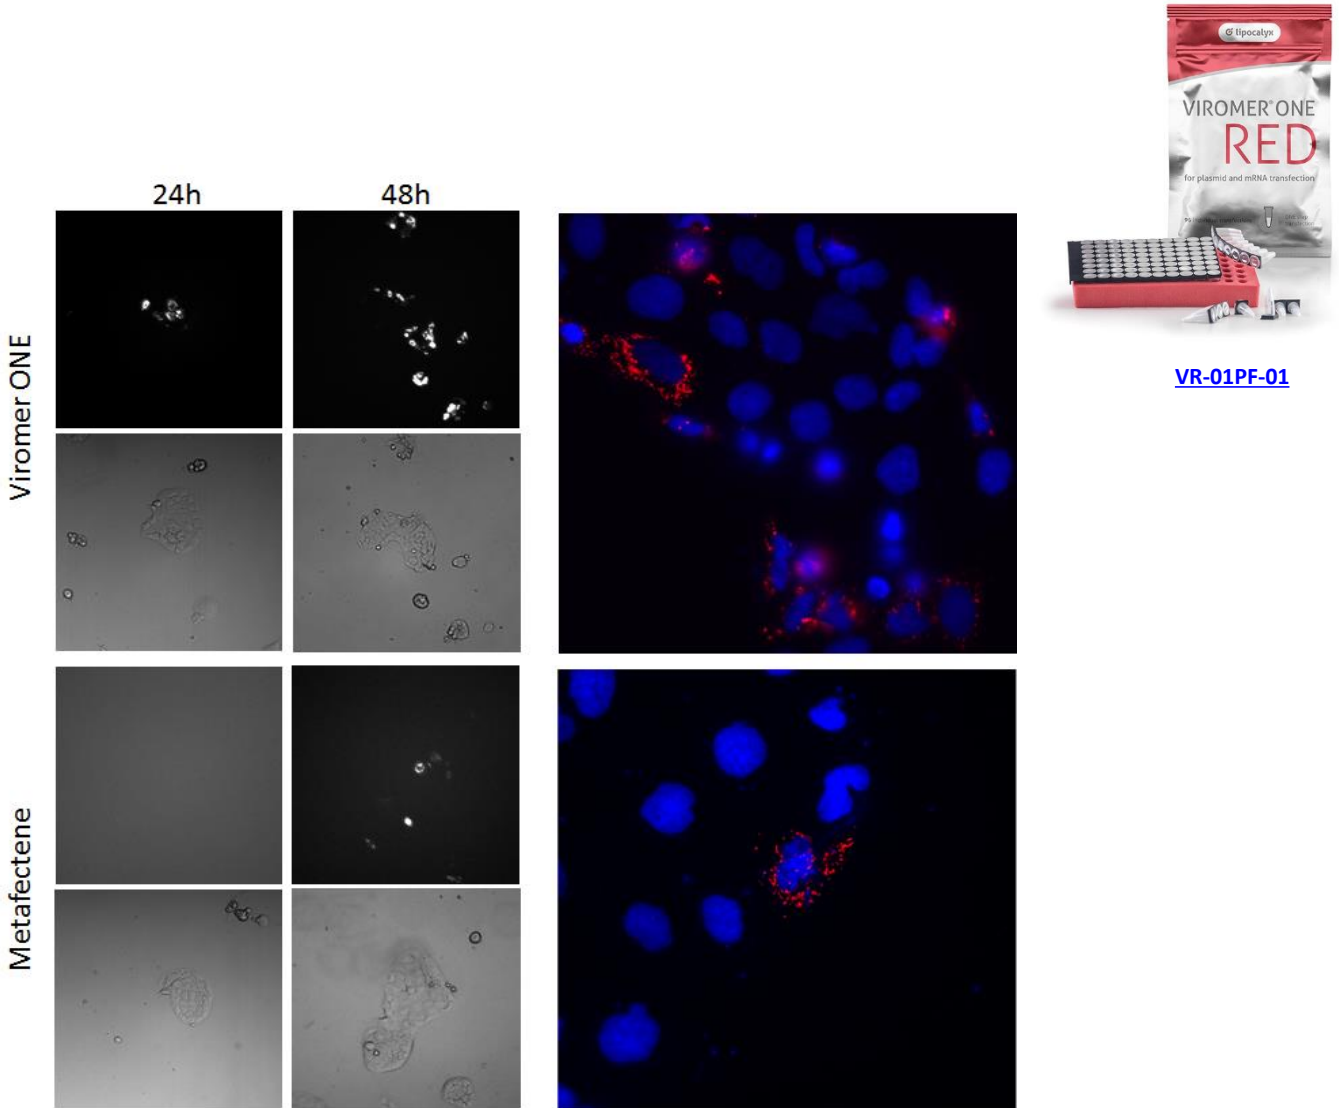 lipocalyx
VIROMER® ONE
RED
for plasmid and mRNA transfection
24h
48h
Viromer ONE
VR-01PF-01
Metafectene